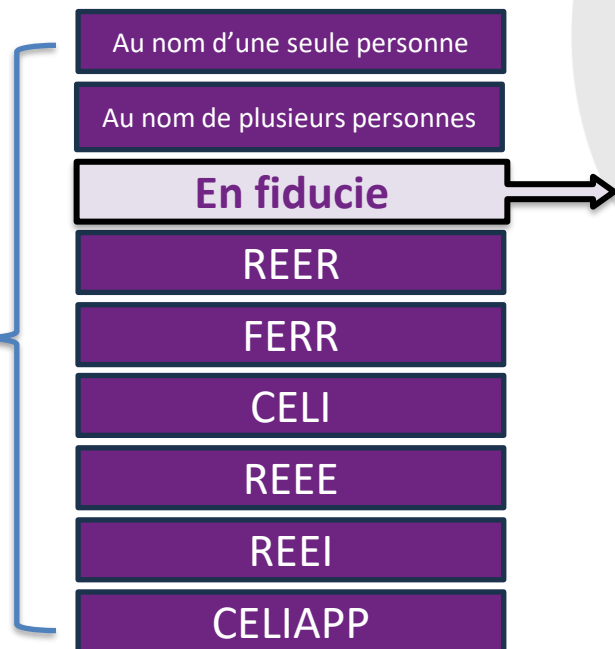 Au nom d’une seule personne
Au nom de plusieurs personnes
En fiducie
REER
FERR
CELI
REEE
REEI
CELIAPP